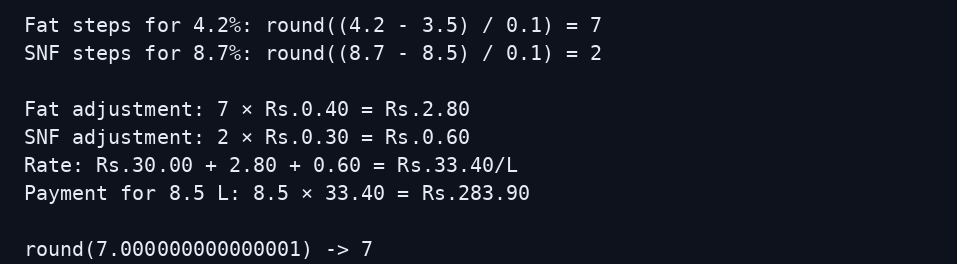 Fat steps for 4.2%: round((4.2 - 3.5) / 0.1) = 7
SNF steps for 8.7%: round((8.7 - 8.5) / 0.1) = 2
Fat adjustment: 7 × Rs.0.40 = Rs.2.80
SNF adjustment: 2 × Rs.0.30 = Rs.0.60
Rate: Rs.30.00 + 2.80 + 0.60 = Rs.33.40/L
Payment for 8.5 L: 8.5 × 33.40 = Rs.283.90
round(7.000000000000001) -> 7